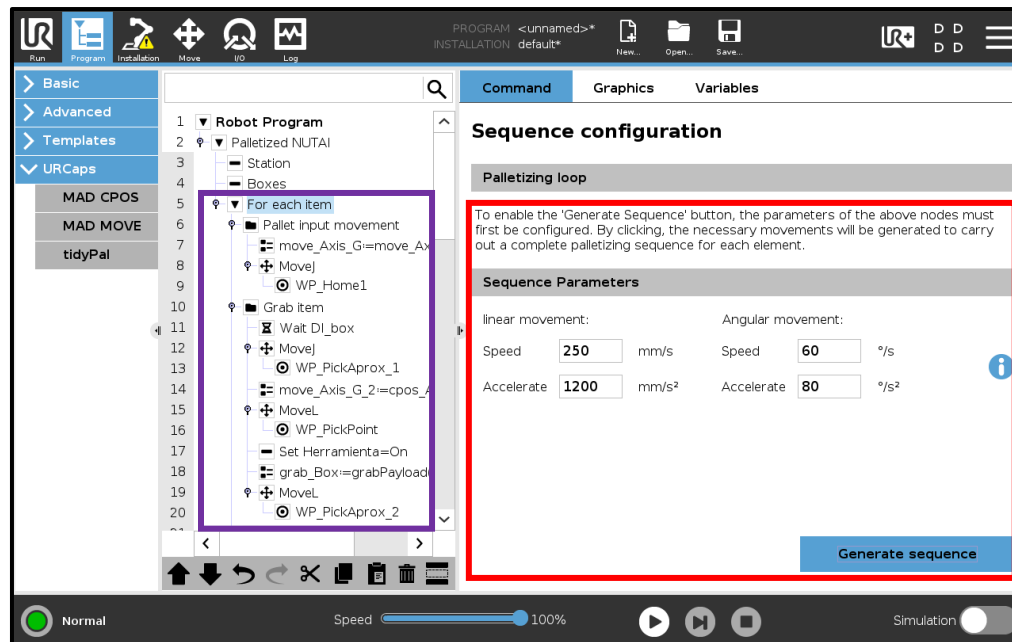 UR
PROGRAM <unnamed>*
INSTALLATION default*
Run
Program
Installation
Move
I/O
Log
New...
Open...
Save...
UR+
D D
D D
Basic
Advanced
Templates
URCaps
MAD CPOS
MAD MOVE
tidyPal
1 Robot Program
2 Palletized NUTAI
3 Station
4 Boxes
5 For each item
6 Pallet input movement
7 move_Axis_G:=move_Ax
8 MoveJ
9 WP_Home1
10 Grab item
11 Wait DI_box
12 MoveJ
13 WP_PickAprox_1
14 move_Axis_G_2:=cpos_A
15 MoveL
16 WP_PickPoint
17 Set Herramienta=On
18 grab_Box:=grabPayload(
19 MoveL
20 WP_PickAprox_2
Command
Graphics
Variables
Sequence configuration
Palletizing loop
To enable the 'Generate Sequence' button, the parameters of the above nodes must
first be configured. By clicking, the necessary movements will be generated to carry
out a complete palletizing sequence for each element.
Sequence Parameters
linear movement:
Angular movement:
Speed 250 mm/s
Speed 60 °/s
Accelerate 1200 mm/s²
Accelerate 80 °/s²
Generate sequence
Normal
Speed
100%
Simulation